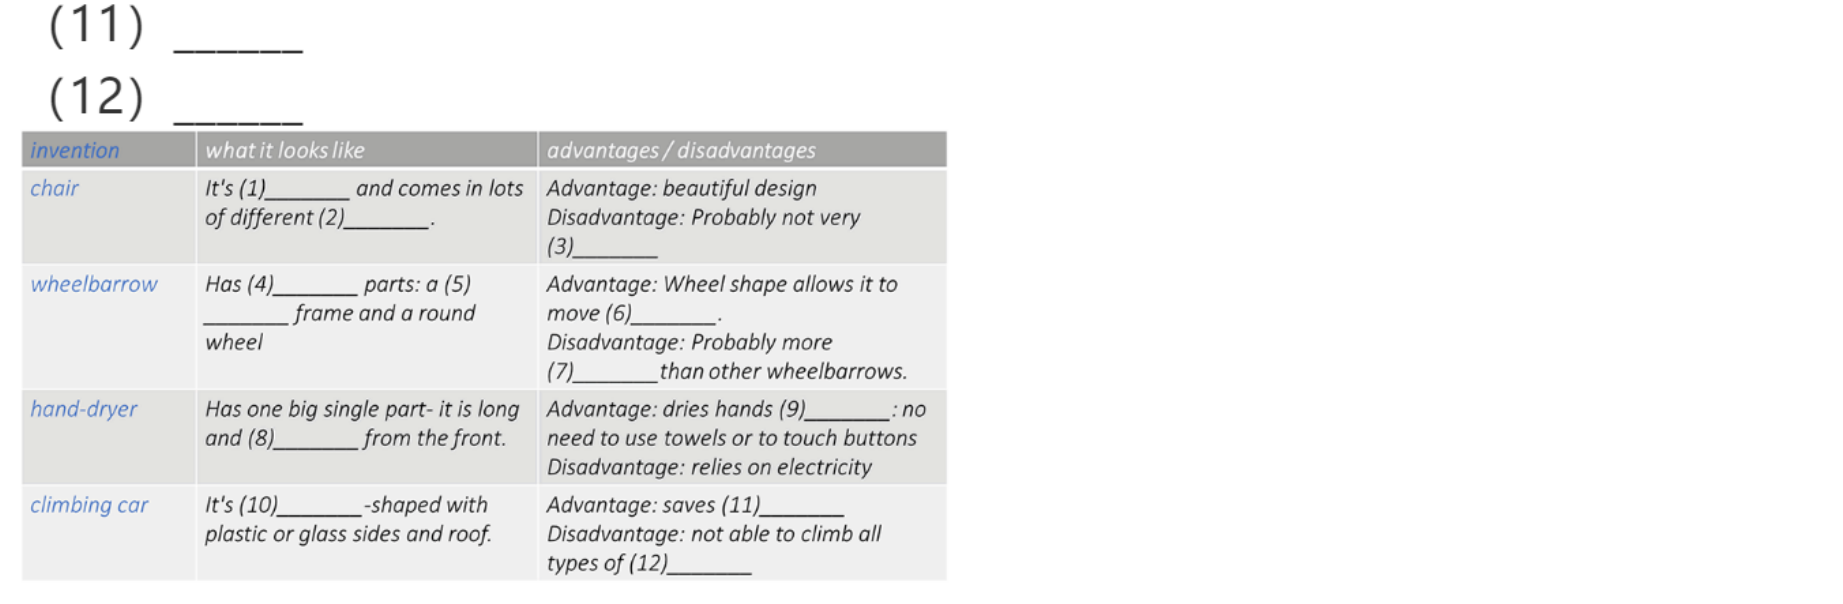 (11) ______
(12) ______
invention what it looks like advantages / disadvantages
chair
It's (1)_______ and comes in lots
of different (2)_______.
Advantage: beautiful design
Disadvantage: Probably not very
(3)_______
wheelbarrow
Has (4)_______ parts: a (5)
_______ frame and a round
wheel
Advantage: Wheel shape allows it to
move (6)_______.
Disadvantage: Probably more
(7)_______than other wheelbarrows.
hand-dryer
Has one big single part- it is long
and (8)_______ from the front.
Advantage: dries hands (9)_______: no
need to use towels or to touch buttons
Disadvantage: relies on electricity
climbing car
It's (10)_______-shaped with
plastic or glass sides and roof.
Advantage: saves (11)_______
Disadvantage: not able to climb all
types of (12)_______